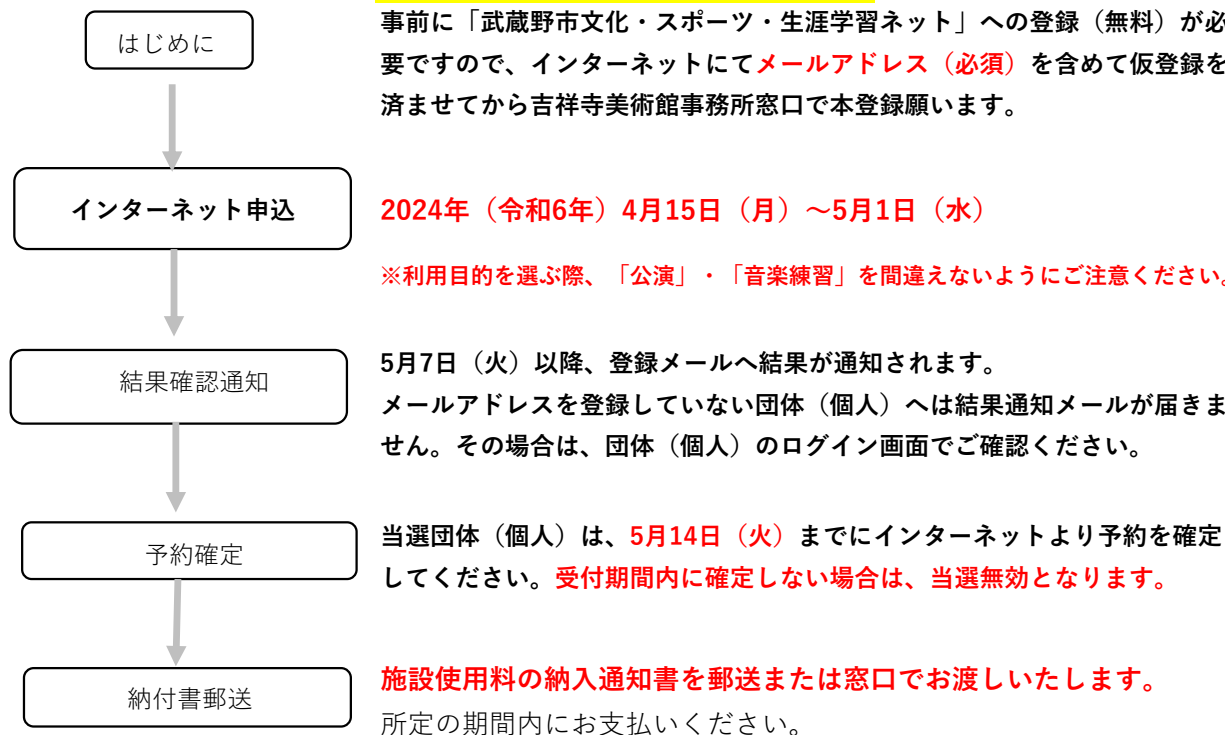 はじめに
事前に「武蔵野市文化・スポーツ・生涯学習ネット」への登録（無料）が必
要ですので、インターネットにてメールアドレス（必須）を含めて仮登録を
済ませてから吉祥寺美術館事務所窓口で本登録願います。
インターネット申込
2024年（令和6年）4月15日（月）～5月1日（水）
※利用目的を選ぶ際、「公演」・「音楽練習」を間違えないようにご注意ください。
結果確認通知
5月7日（火）以降、登録メールへ結果が通知されます。
メールアドレスを登録していない団体（個人）へは結果通知メールが届きま
せん。その場合は、団体（個人）のログイン画面でご確認ください。
予約確定
当選団体（個人）は、5月14日（火）までにインターネットより予約を確定
してください。受付期間内に確定しない場合は、当選無効となります。
納付書郵送
施設使用料の納入通知書を郵送または窓口でお渡しいたします。
所定の期間内にお支払いください。